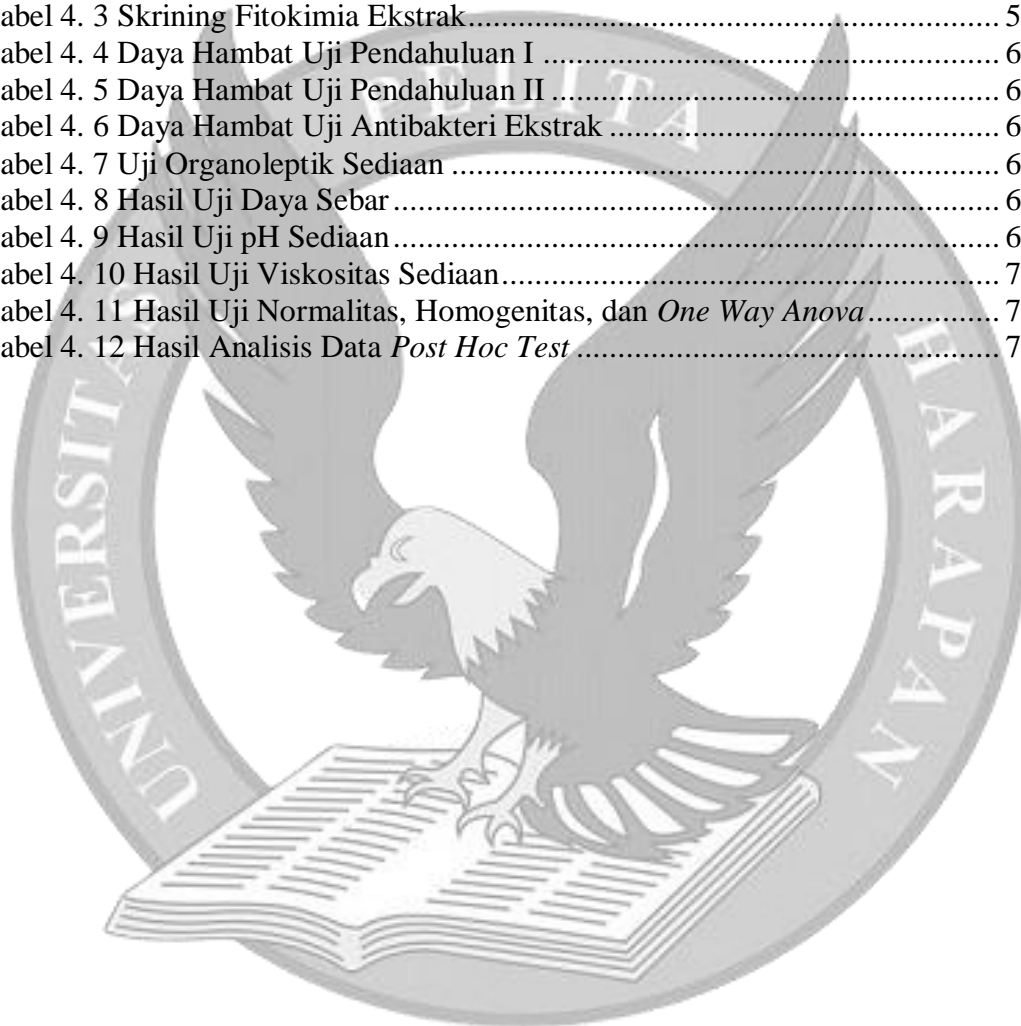 abel 4. 3 Skrining Fitokimia Ekstrak.................................................................... 5
abel 4. 4 Daya Hambat Uji Pendahuluan I .......................................................... 6
abel 4. 5 Daya Hambat Uji Pendahuluan II ......................................................... 6
abel 4. 6 Daya Hambat Uji Antibakteri Ekstrak .................................................. 6
abel 4. 7 Uji Organoleptik Sediaan ...................................................................... 6
abel 4. 8 Hasil Uji Daya Sebar ............................................................................. 6
abel 4. 9 Hasil Uji pH Sediaan ............................................................................. 6
abel 4. 10 Hasil Uji Viskositas Sediaan ................................................................ 7
abel 4. 11 Hasil Uji Normalitas, Homogenitas, dan One Way Anova ................ 7
abel 4. 12 Hasil Analisis Data Post Hoc Test ...................................................... 7
UNIVERSITAS PELITA HARAPAN